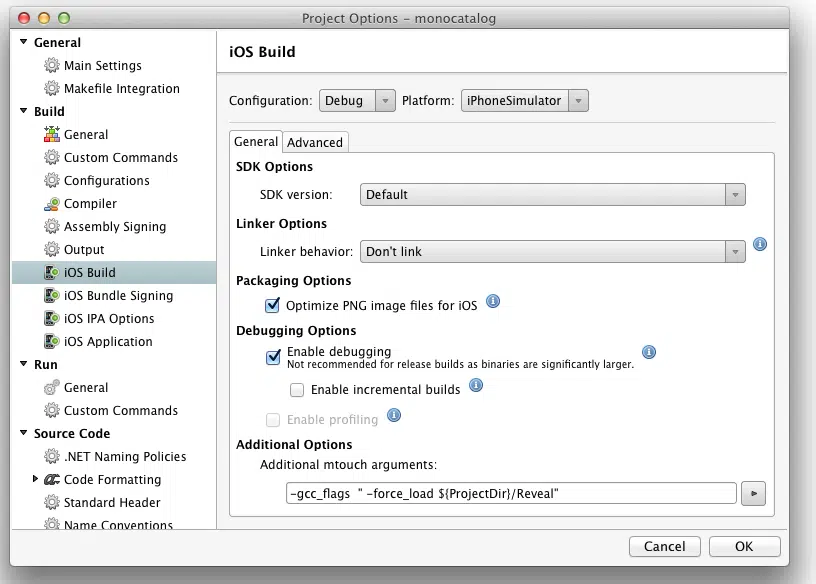 Project Options – monocatalog
General
Main Settings
Makefile Integration
Build
General
Custom Commands
Configurations
Compiler
Assembly Signing
Output
iOS Build
iOS Bundle Signing
iOS IPA Options
iOS Application
Run
General
Custom Commands
Source Code
.NET Naming Policies
Code Formatting
Standard Header
Name Conventions
iOS Build
Configuration: Debug Platform: iPhoneSimulator
General Advanced
SDK Options
SDK version: Default
Linker Options
Linker behavior: Don't link
Packaging Options
Optimize PNG image files for iOS
Debugging Options
Enable debugging
Not recommended for release builds as binaries are significantly larger.
Enable incremental builds
Enable profiling
Additional Options
Additional mtouch arguments:
-gcc_flags " -force_load ${ProjectDir}/Reveal"
Cancel OK